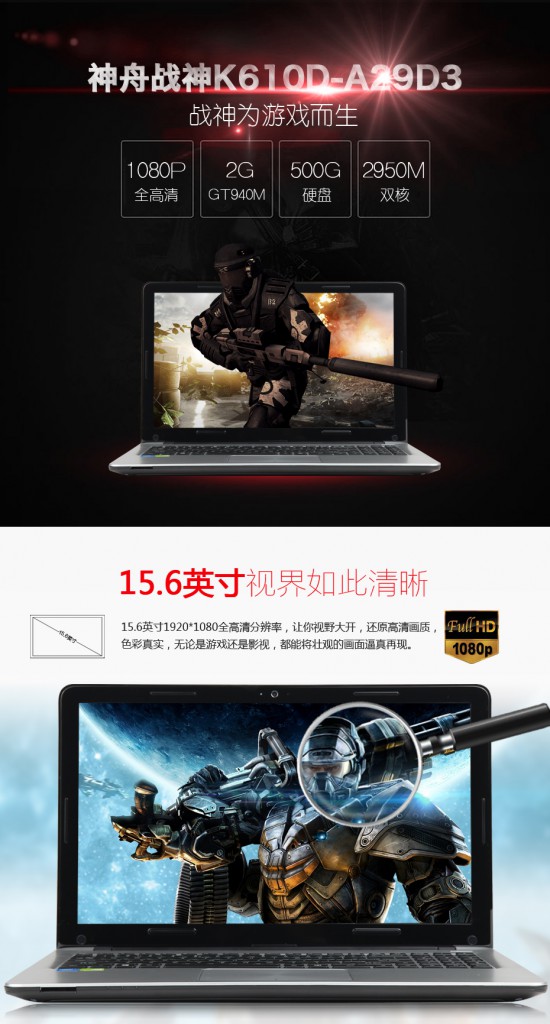 神舟战神K610D-A29D3
战神为游戏而生
1080P
全高清
2G
GT940M
500G
硬盘
2950M
双核
15.6英寸视界如此清晰
15.6英寸
15.6英寸1920*1080全高清分辨率，让你视野大开，还原高清画质，
色彩真实，无论是游戏还是影视，都能将壮观的画面逼真再现。
Full HD
1080p